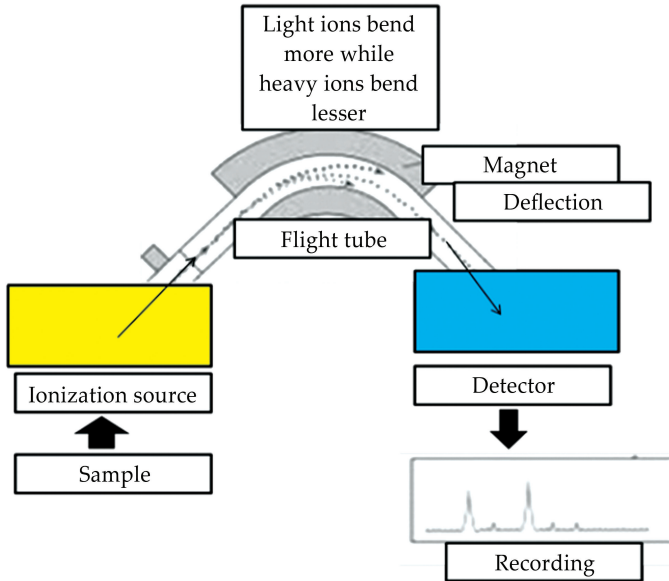 Light ions bend
more while
heavy ions bend
lesser
Magnet
Deflection
Flight tube
Ionization source
Sample
Detector
Recording